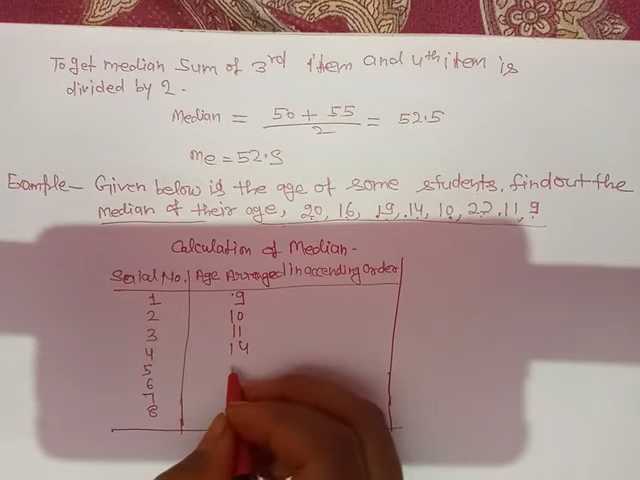 To get median Sum of 3rd item and 4th item is
divided by 2.
Median = 50 + 55 / 2 = 52.5
Me = 52.5
Example- Given below is the age of some students, find out the
median of their age, 20, 16, 19, 14, 10, 22, 11, 9
Calculation of Median-
Serial No. Age Arranged in accending Order
1 9
2 10
3 11
4 14
5
6
7
8